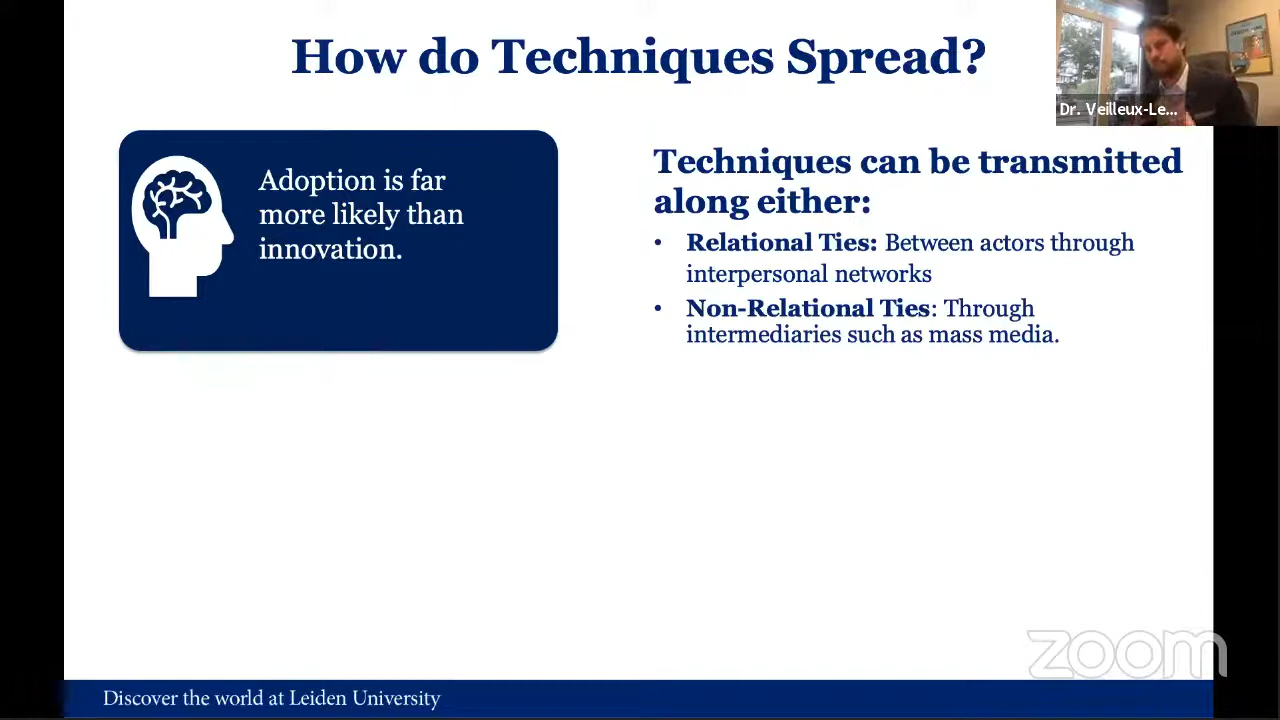 How do Techniques Spread?
Dr. Veilleux-Le...
Adoption is far
more likely than
innovation.
Techniques can be transmitted
along either:
• Relational Ties: Between actors through
interpersonal networks
• Non-Relational Ties: Through
intermediaries such as mass media.
zoom
Discover the world at Leiden University